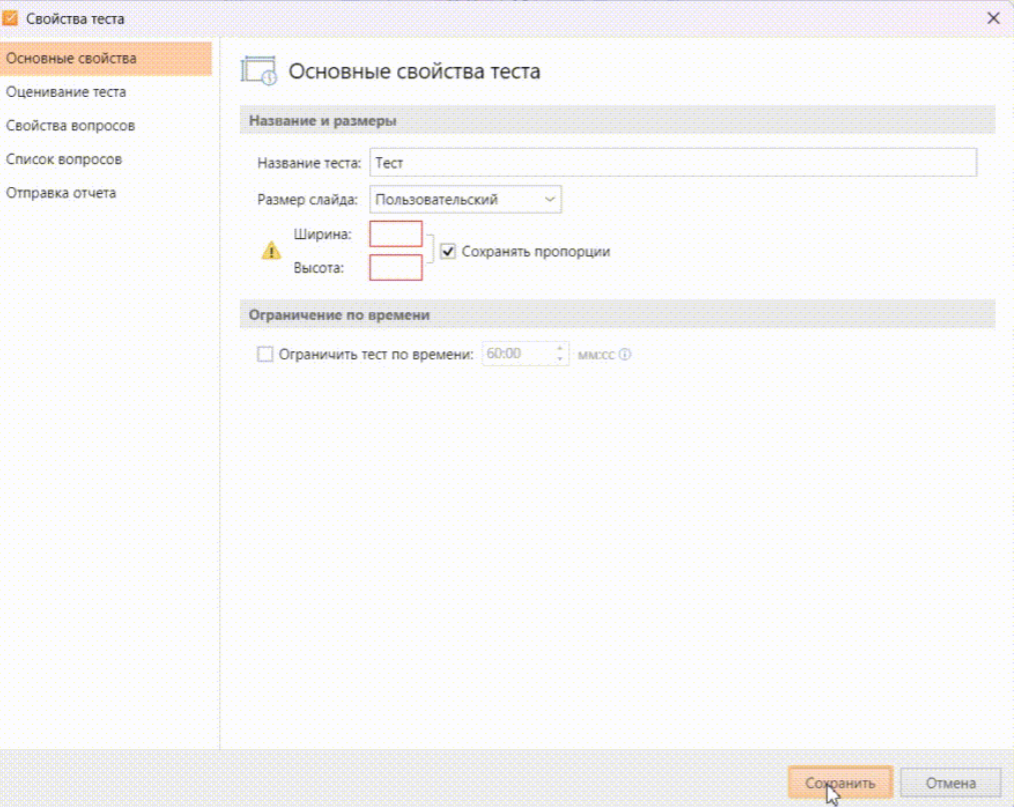 Свойства теста
Основные свойства
Оценивание теста
Свойства вопросов
Список вопросов
Отправка отчета
Основные свойства теста
Название и размеры
Название теста: Тест
Размер слайда: Пользовательский
Ширина:
Сохранять пропорции
Высота:
Ограничение по времени
Ограничить тест по времени: 60:00 мм:сс
Сохранить Отмена